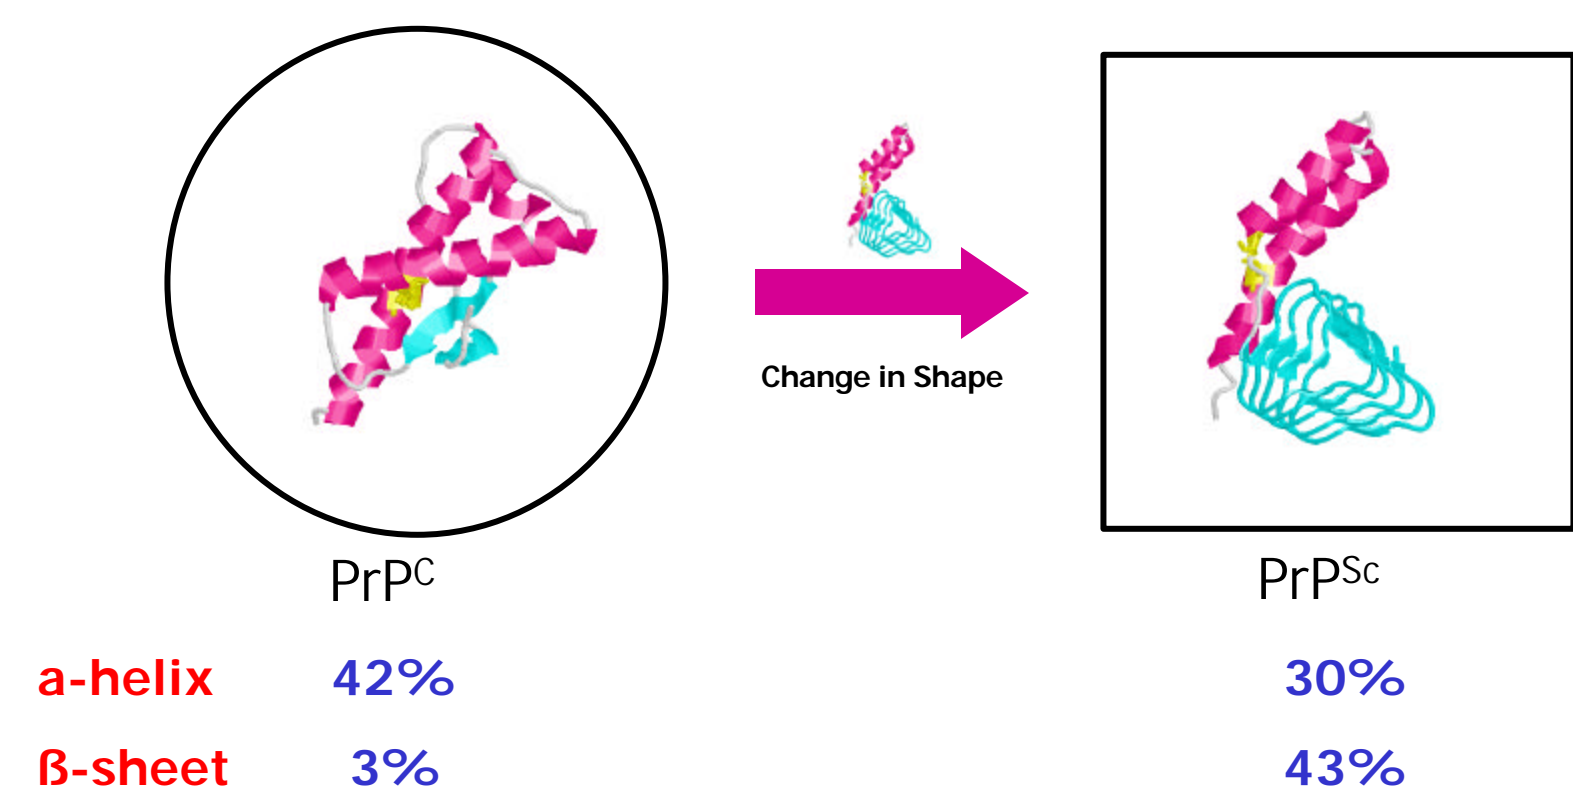 Change in Shape
PrPC PrPSc
a-helix 42% 30%
ß-sheet 3% 43%